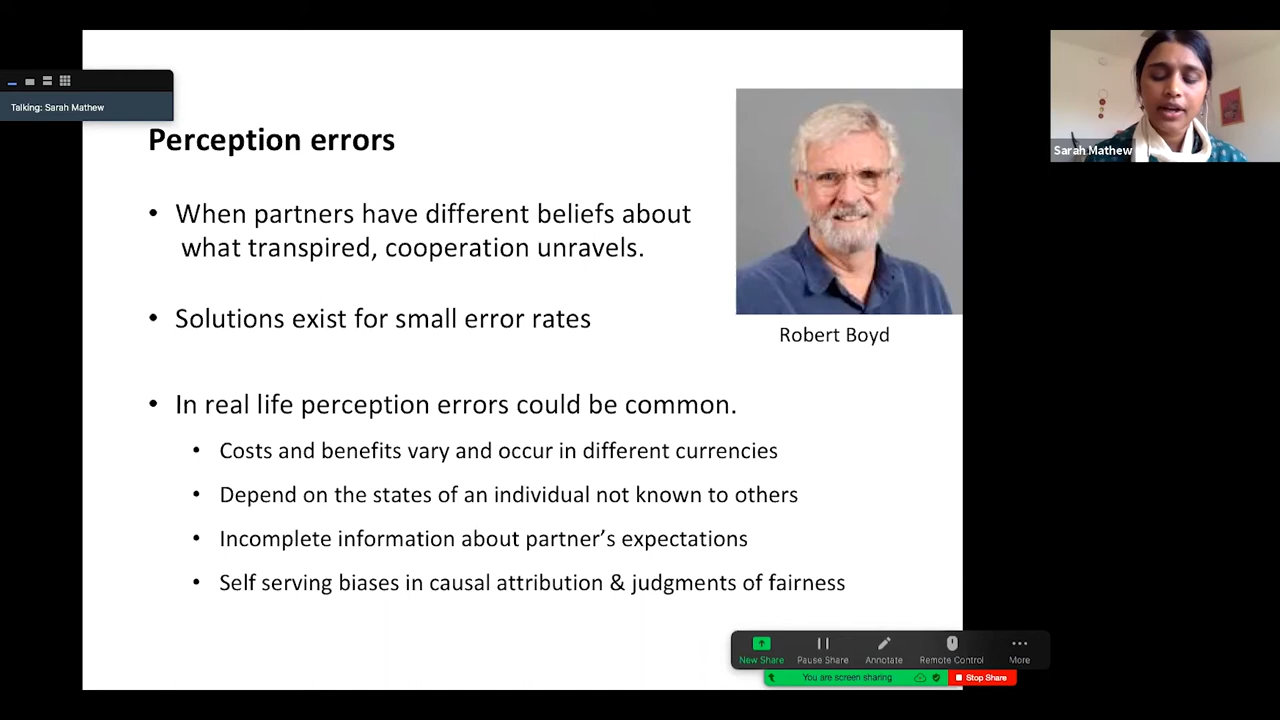 Talking: Sarah Mathew
Perception errors
• When partners have different beliefs about
what transpired, cooperation unravels.
• Solutions exist for small error rates
Robert Boyd
• In real life perception errors could be common.
• Costs and benefits vary and occur in different currencies
• Depend on the states of an individual not known to others
• Incomplete information about partner’s expectations
• Self serving biases in causal attribution & judgments of fairness
Sarah Mathew
New Share
Pause Share
Annotate
Remote Control
More
You are screen sharing
Stop Share